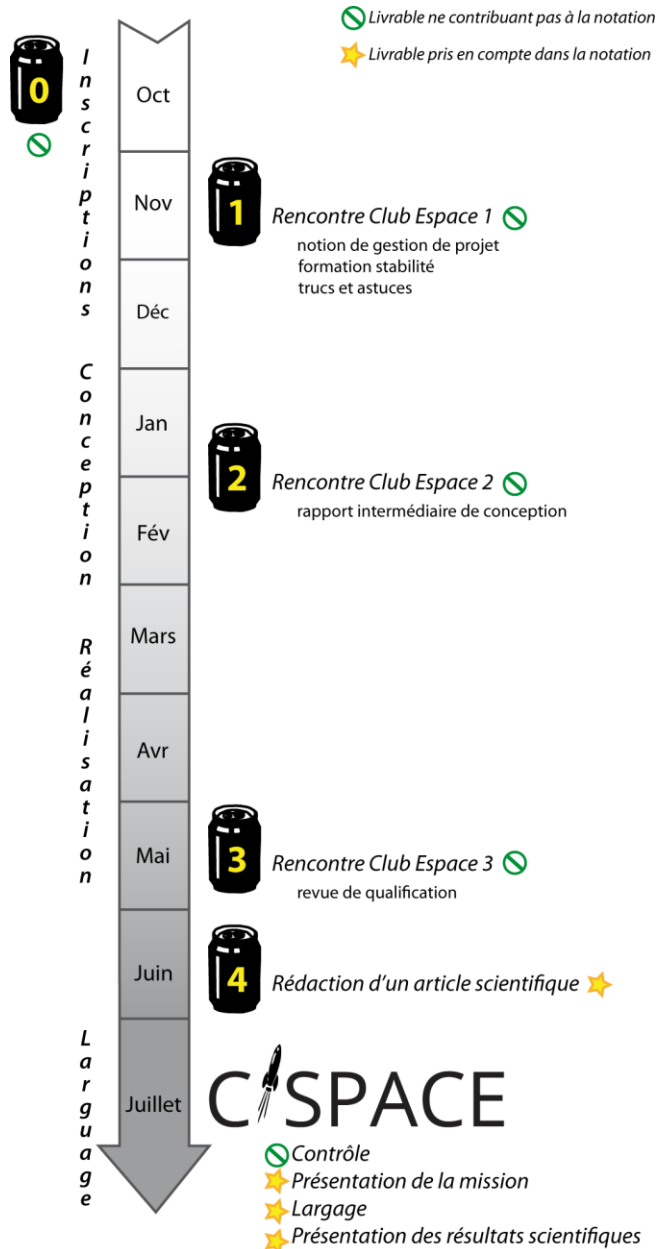 Livrable ne contribuant pas à la notation
Livrable pris en compte dans la notation
0
Inscriptions
Oct
Nov
1
Rencontre Club Espace 1
notion de gestion de projet
formation stabilité
trucs et astuces
Déc
Conception
Jan
2
Rencontre Club Espace 2
rapport intermédiaire de conception
Fév
Mars
Réalisation
Avr
Mai
3
Rencontre Club Espace 3
revue de qualification
Juin
4
Rédaction d'un article scientifique
Larguage
Juillet
C'SPACE
Contrôle
Présentation de la mission
Largage
Présentation des résultats scientifiques